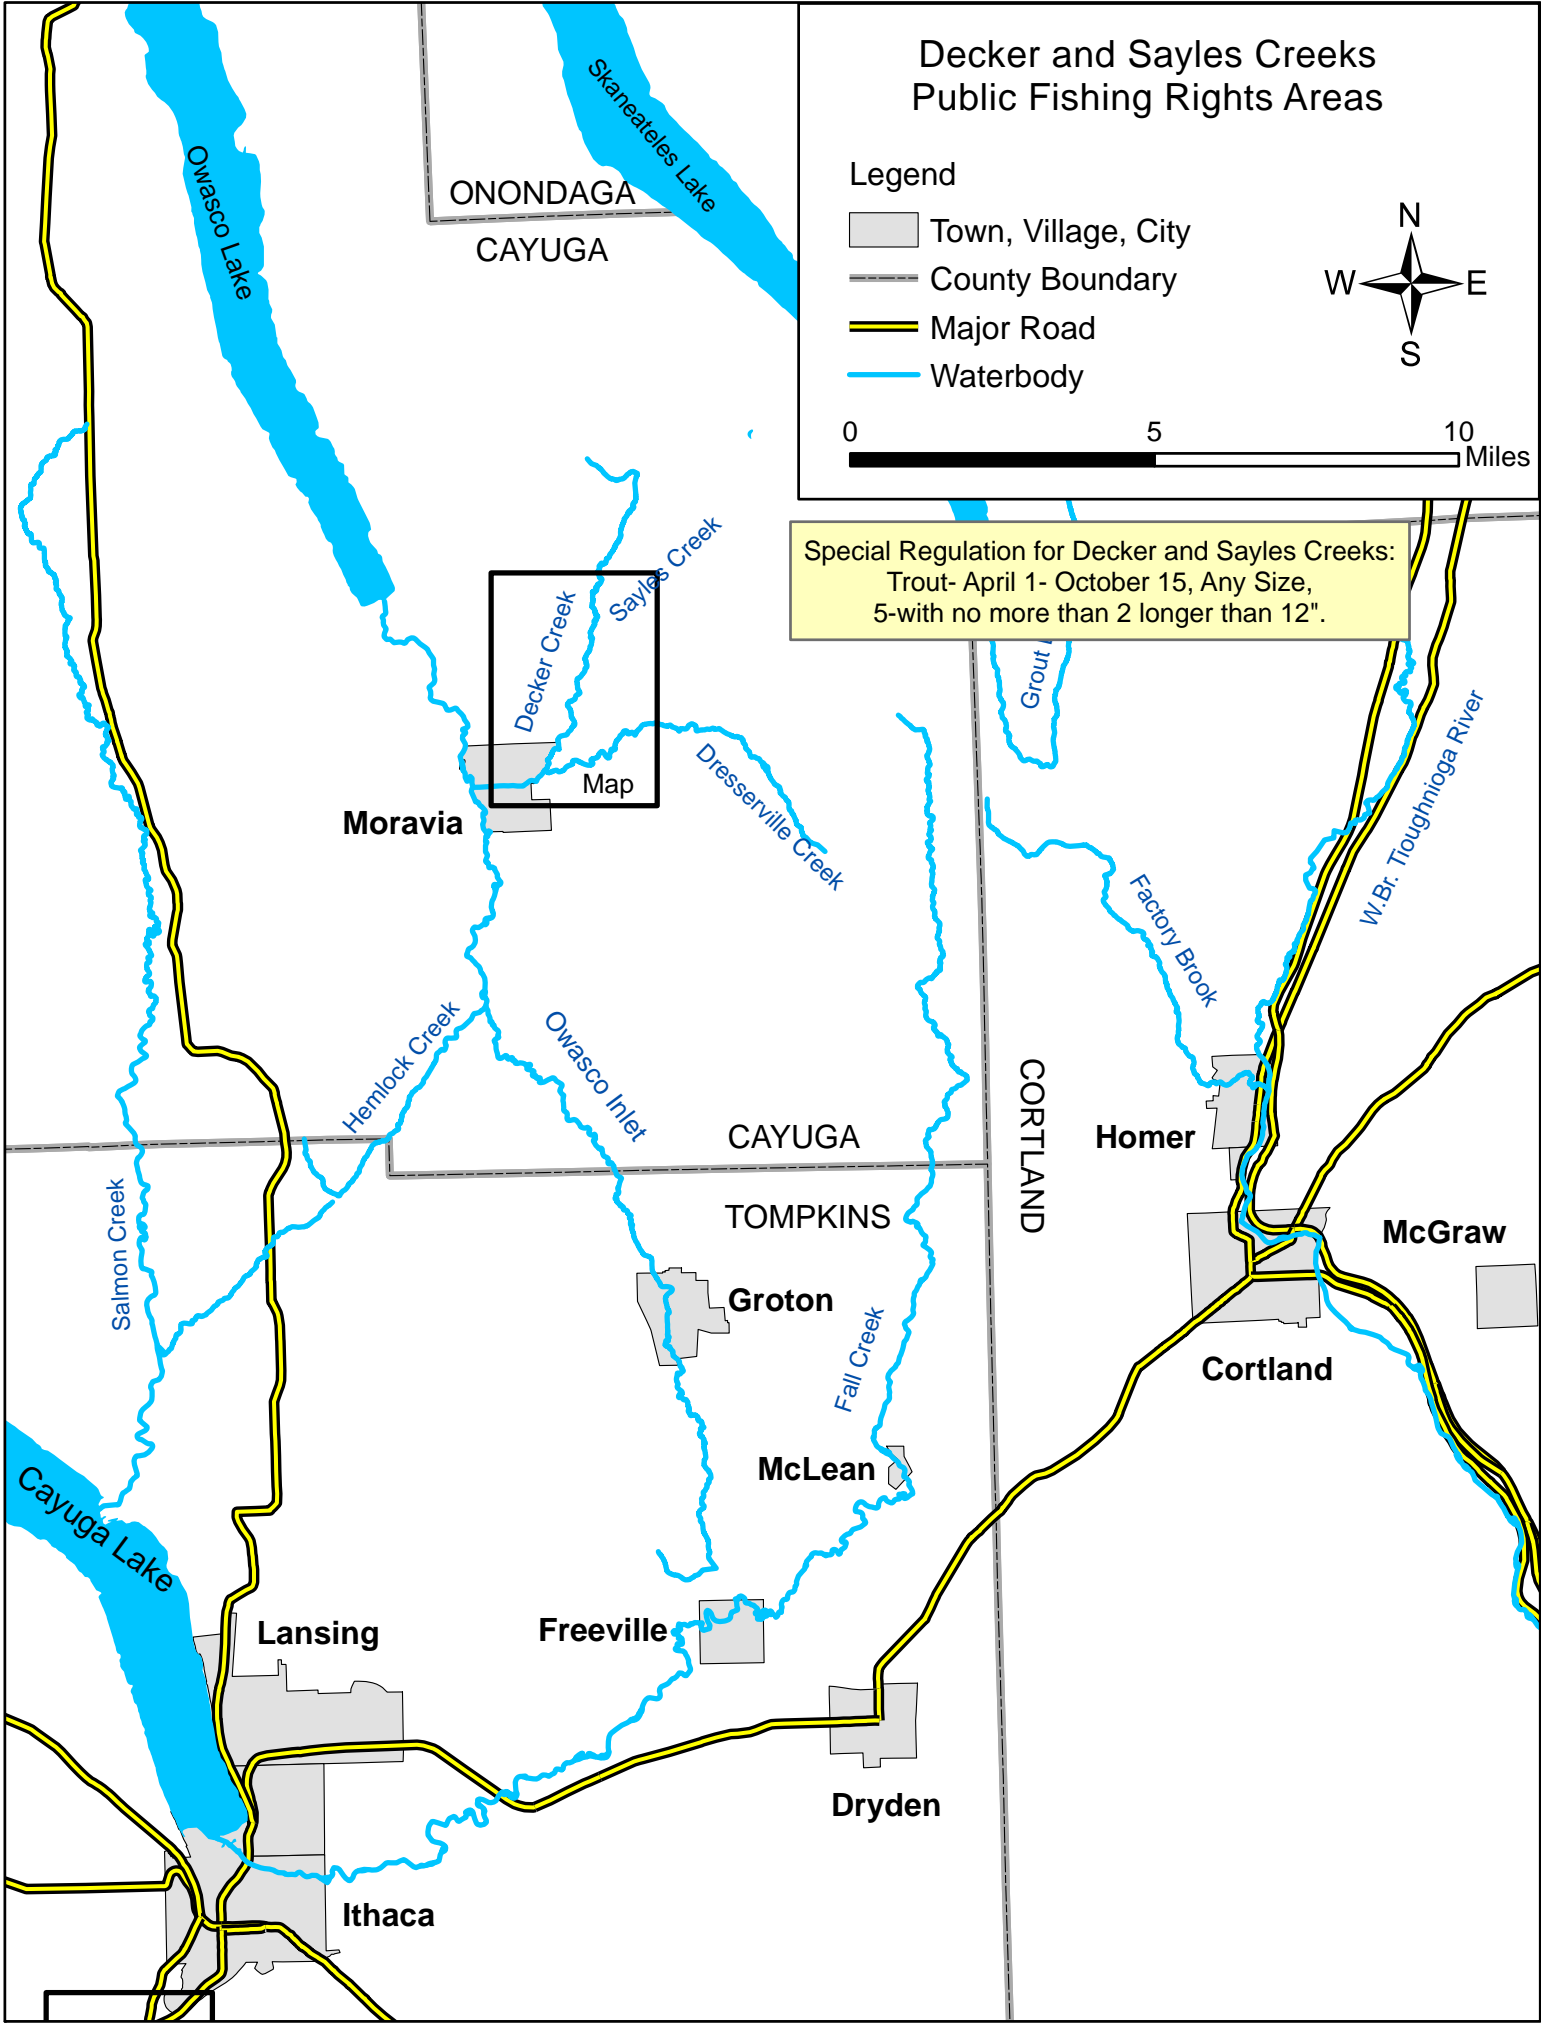 Decker and Sayles Creeks
Public Fishing Rights Areas
Legend
Town, Village, City
County Boundary
Major Road
Waterbody
N
W E
S
0 5 10
Miles
Special Regulation for Decker and Sayles Creeks:
Trout- April 1- October 15, Any Size,
5-with no more than 2 longer than 12".
Skaneateles Lake
Owasco Lake
ONONDAGA
CAYUGA
Sayles Creek
Decker Creek
Grout
Map
Moravia
Dresserville Creek
W.Br. Tioughnioga River
Factory Brook
Hemlock Creek
Owasco Inlet
CAYUGA
CORTLAND
Homer
TOMPKINS
Salmon Creek
McGraw
Groton
Fall Creek
Cortland
McLean
Cayuga Lake
Lansing
Freeville
Dryden
Ithaca